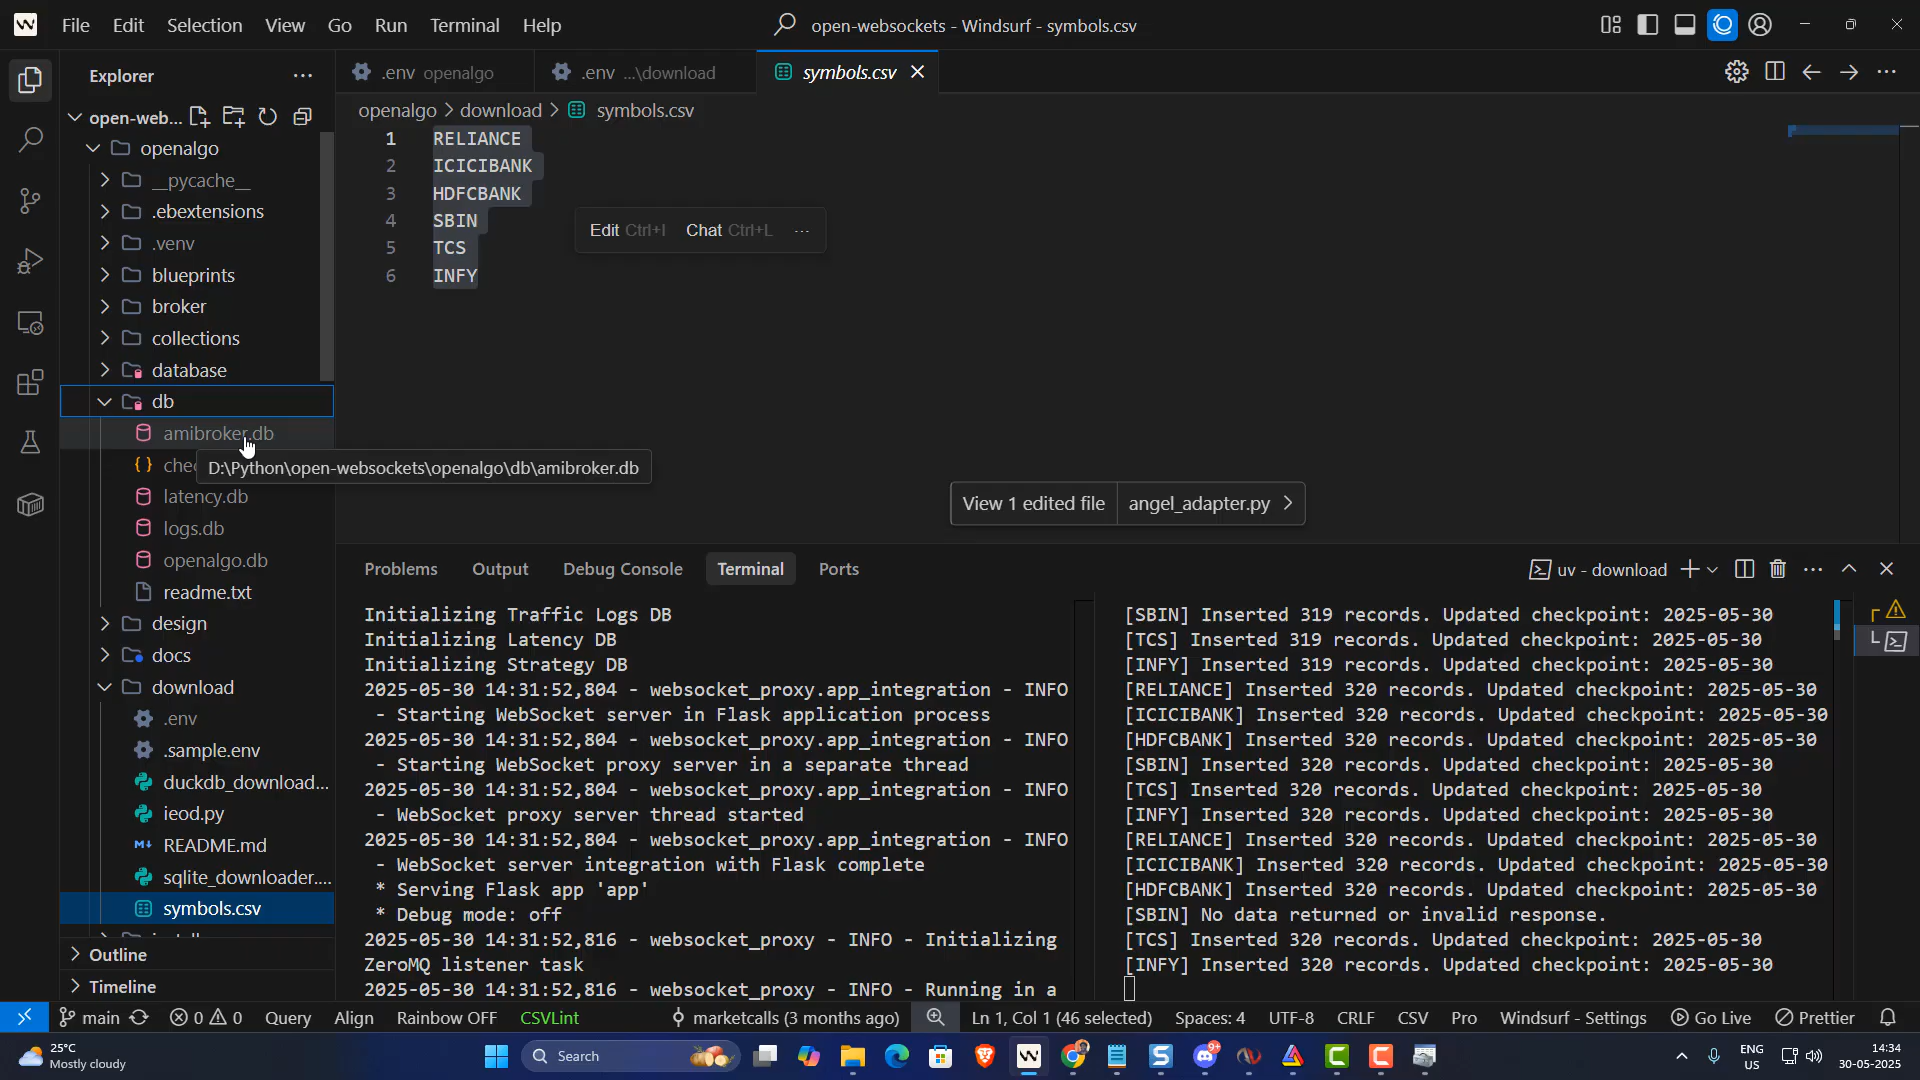 File Edit Selection View Go Run Terminal Help
open-websockets - Windsurf - symbols.csv
Explorer
.env openalgo
.env ...\download
symbols.csv
open-web...
openalgo > download > symbols.csv
openalgo
__pycache__
.ebextensions
.venv
blueprints
broker
collections
database
db
amibroker.db
D:\Python\open-websockets\openalgo\db\amibroker.db
latency.db
logs.db
openalgo.db
readme.txt
design
docs
download
.env
.sample.env
duckdb_download...
ieod.py
README.md
sqlite_downloader....
symbols.csv
Outline
Timeline
1 RELIANCE
2 ICICIBANK
3 HDFCBANK
4 SBIN
5 TCS
6 INFY
Edit Ctrl+I Chat Ctrl+L ...
View 1 edited file angel_adapter.py
Problems Output Debug Console Terminal Ports
uv - download
Initializing Traffic Logs DB
Initializing Latency DB
Initializing Strategy DB
2025-05-30 14:31:52,804 - websocket_proxy.app_integration - INFO
- Starting WebSocket server in Flask application process
2025-05-30 14:31:52,804 - websocket_proxy.app_integration - INFO
- Starting WebSocket proxy server in a separate thread
2025-05-30 14:31:52,804 - websocket_proxy.app_integration - INFO
- WebSocket proxy server thread started
2025-05-30 14:31:52,804 - websocket_proxy.app_integration - INFO
- WebSocket server integration with Flask complete
* Serving Flask app 'app'
* Debug mode: off
2025-05-30 14:31:52,816 - websocket_proxy - INFO - Initializing
ZeroMQ listener task
2025-05-30 14:31:52,816 - websocket_proxy - INFO - Running in a
[SBIN] Inserted 319 records. Updated checkpoint: 2025-05-30
[TCS] Inserted 319 records. Updated checkpoint: 2025-05-30
[INFY] Inserted 319 records. Updated checkpoint: 2025-05-30
[RELIANCE] Inserted 320 records. Updated checkpoint: 2025-05-30
[ICICIBANK] Inserted 320 records. Updated checkpoint: 2025-05-30
[HDFCBANK] Inserted 320 records. Updated checkpoint: 2025-05-30
[SBIN] Inserted 320 records. Updated checkpoint: 2025-05-30
[TCS] Inserted 320 records. Updated checkpoint: 2025-05-30
[INFY] Inserted 320 records. Updated checkpoint: 2025-05-30
[RELIANCE] Inserted 320 records. Updated checkpoint: 2025-05-30
[ICICIBANK] Inserted 320 records. Updated checkpoint: 2025-05-30
[HDFCBANK] Inserted 320 records. Updated checkpoint: 2025-05-30
[SBIN] No data returned or invalid response.
[TCS] Inserted 320 records. Updated checkpoint: 2025-05-30
[INFY] Inserted 320 records. Updated checkpoint: 2025-05-30
main 0 0 Query Align Rainbow OFF CSVLint marketcalls (3 months ago) Ln 1, Col 1 (46 selected) Spaces: 4 UTF-8 CRLF CSV Pro Windsurf - Settings Go Live Prettier
25°C
Mostly cloudy
Search
9+
ENG
US
14:34
30-05-2025